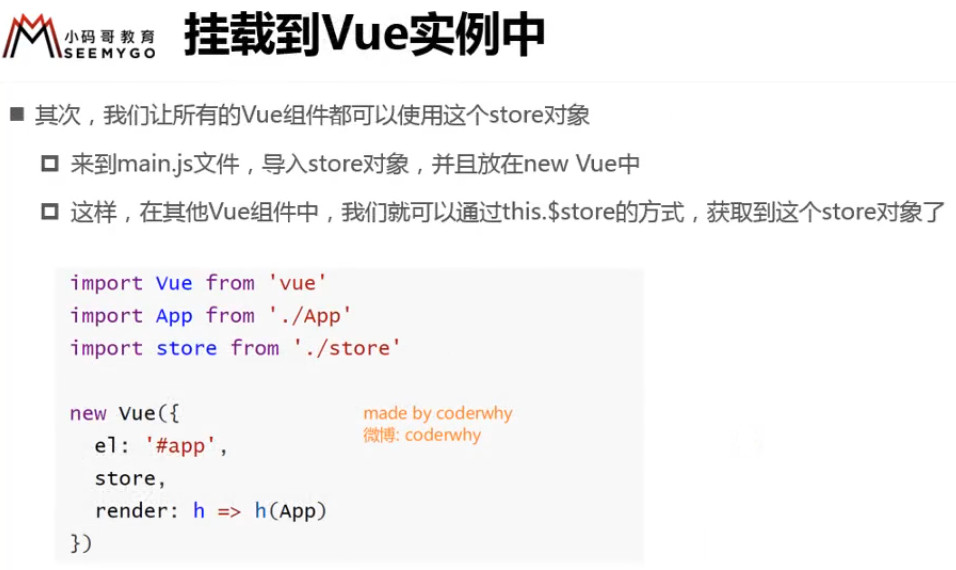 小码哥教育
SEEMYGO
挂载到Vue实例中
其次，我们让所有的Vue组件都可以使用这个store对象
来到main.js文件，导入store对象，并且放在new Vue中
这样，在其他Vue组件中，我们就可以通过this.$store的方式，获取到这个store对象了
import Vue from 'vue'
import App from './App'
import store from './store'
new Vue({
  el: '#app',
  store,
  render: h => h(App)
})
made by coderwhy
微博: coderwhy